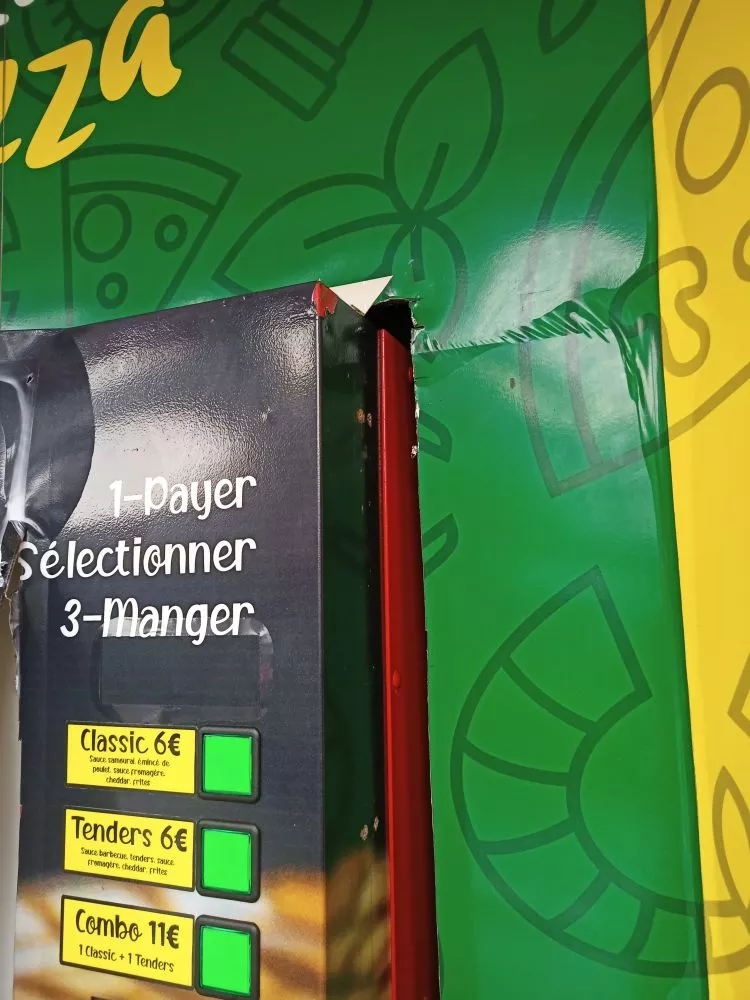 zza
1-Payer
Sélectionner
3-Manger
Classic 6€
Sauce samouraï, émincé de
poulet, sauce fromagère,
cheddar, frites
Tenders 6€
Sauce barbecue, tenders, sauce
fromagère, cheddar, frites
Combo 11€
1 Classic + 1 Tenders